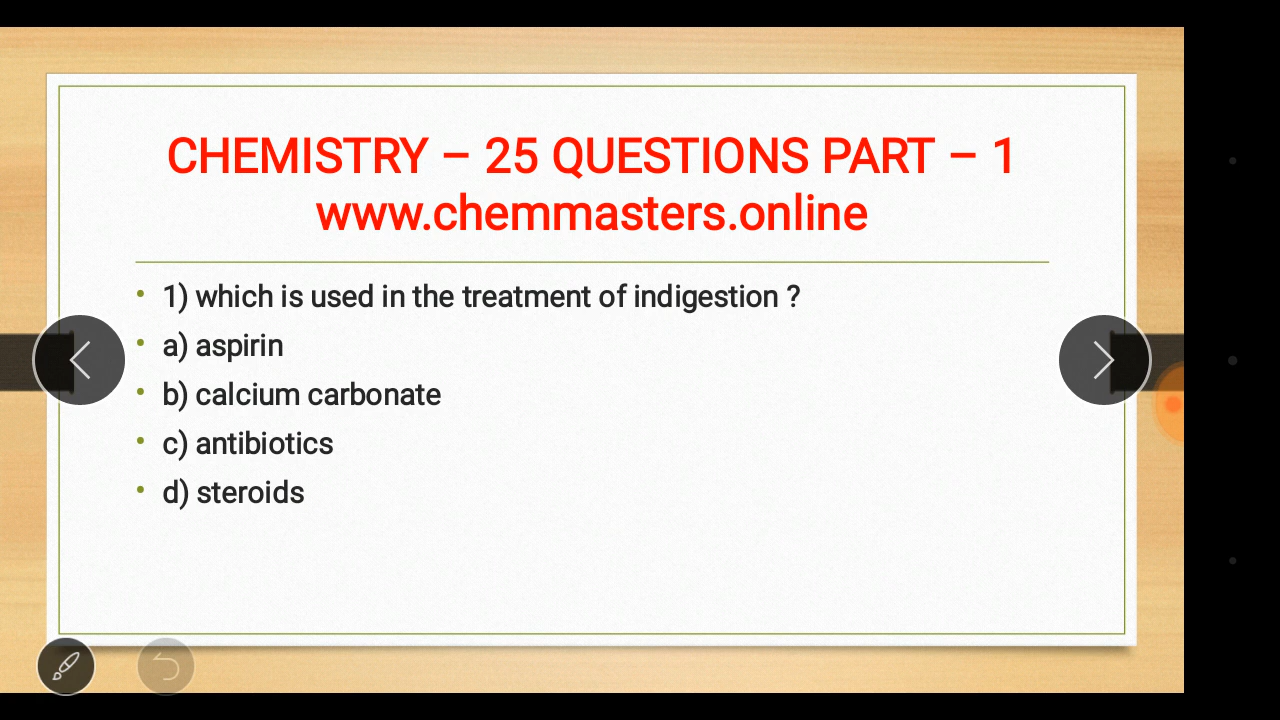 CHEMISTRY – 25 QUESTIONS PART – 1
www.chemmasters.online
• 1) which is used in the treatment of indigestion ?
• a) aspirin
• b) calcium carbonate
• c) antibiotics
• d) steroids